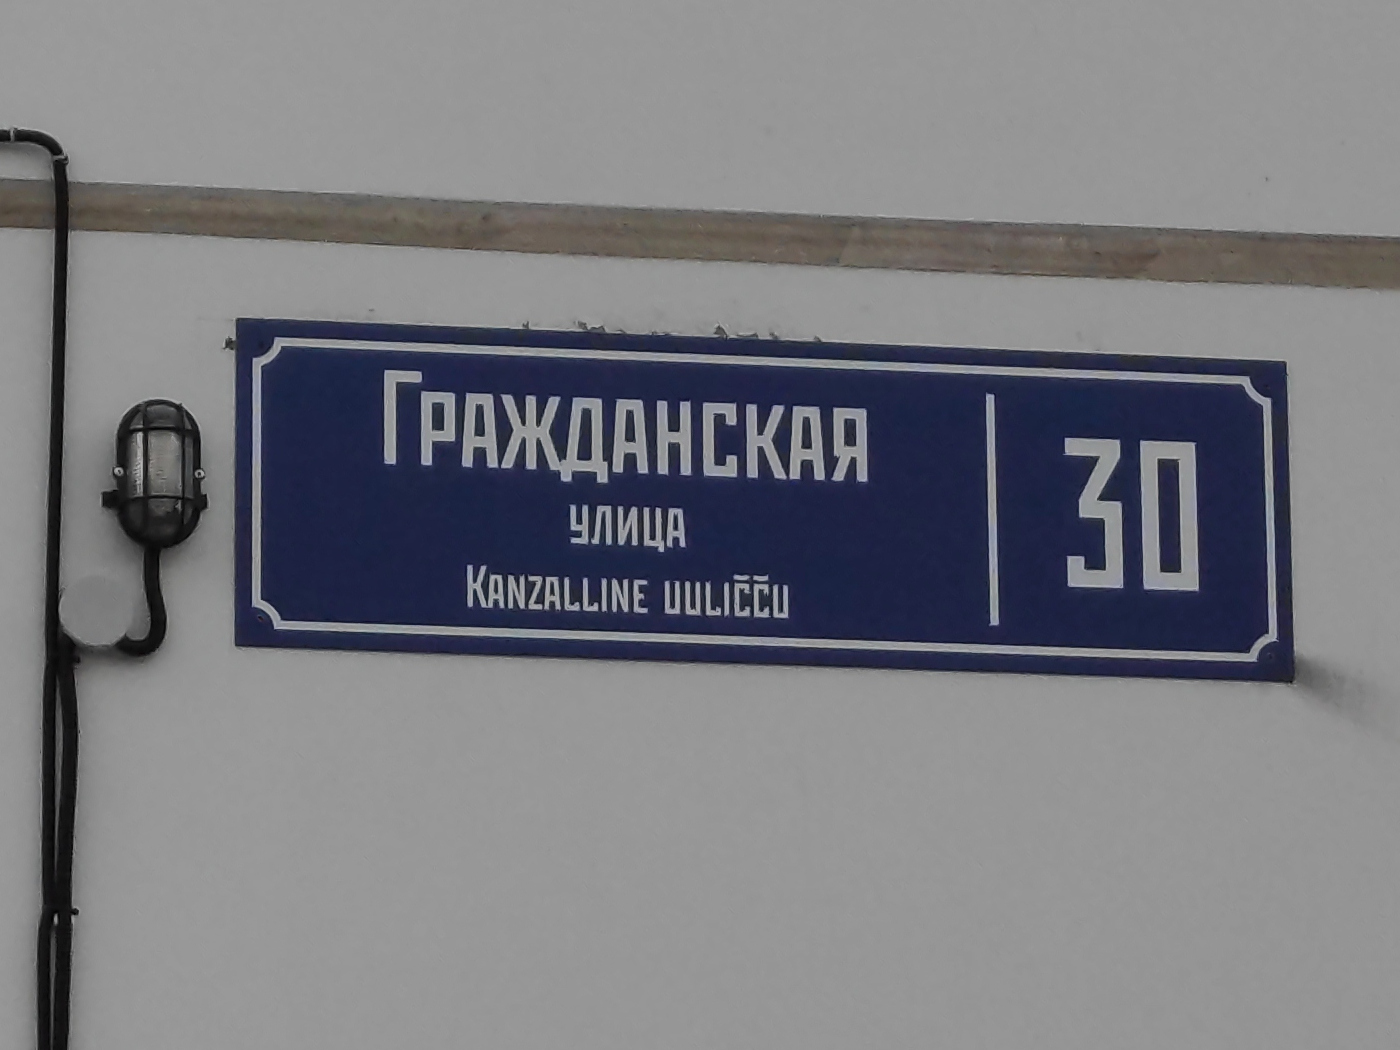 Гражданская
улица
Kanzalline uuličču
30